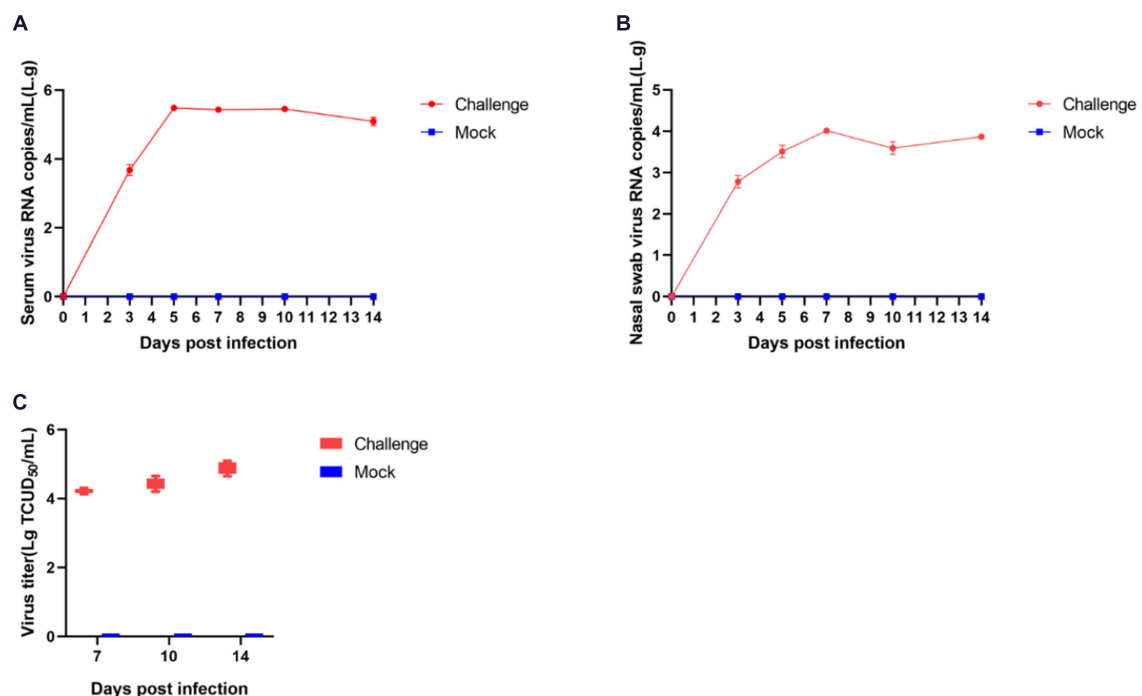 A
Serum virus RNA copies/mL(L.g)
6
4
2
0
0 1 2 3 4 5 6 7 8 9 10 11 12 13 14
Days post infection
Challenge
Mock
B
Nasal swab virus RNA copies/mL(L.g)
5
4
3
2
1
0
0 1 2 3 4 5 6 7 8 9 10 11 12 13 14
Days post infection
Challenge
Mock
C
Virus titer(Lg TCUD50/mL)
6
4
2
0
7 10 14
Days post infection
Challenge
Mock